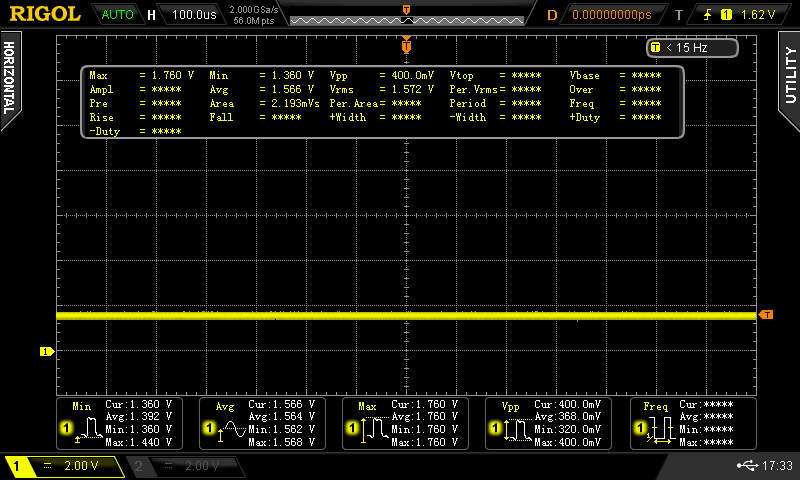 RIGOL AUTO H 100.0us 2.000GSa/s 56.0M pts T D 0.00000000ps T 1 1.62 V
HORIZONTAL
UTILITY
T
T < 15 Hz
Max = 1.760 V Min = 1.360 V Vpp = 400.0mV Vtop = ***** Vbase = *****
Ampl = ***** Avg = 1.566 V Vrms = 1.572 V Per.Vrms= ***** Over = *****
Pre = ***** Area = 2.193mVs Per.Area= ***** Period = ***** Freq = *****
Rise = ***** Fall = ***** +Width = ***** -Width = ***** +Duty = *****
-Duty = *****
T
1
Min Cur:1.360 V
Avg:1.392 V
1 Min:1.360 V
Max:1.440 V
Avg Cur:1.566 V
Avg:1.564 V
1 Min:1.562 V
Max:1.568 V
Max Cur:1.760 V
Avg:1.760 V
1 Min:1.760 V
Max:1.760 V
Vpp Cur:400.0mV
Avg:368.0mV
1 Min:320.0mV
Max:400.0mV
Freq Cur:*****
Avg:*****
1 Min:*****
Max:*****
1 2.00 V 2 2.00 V 17:33